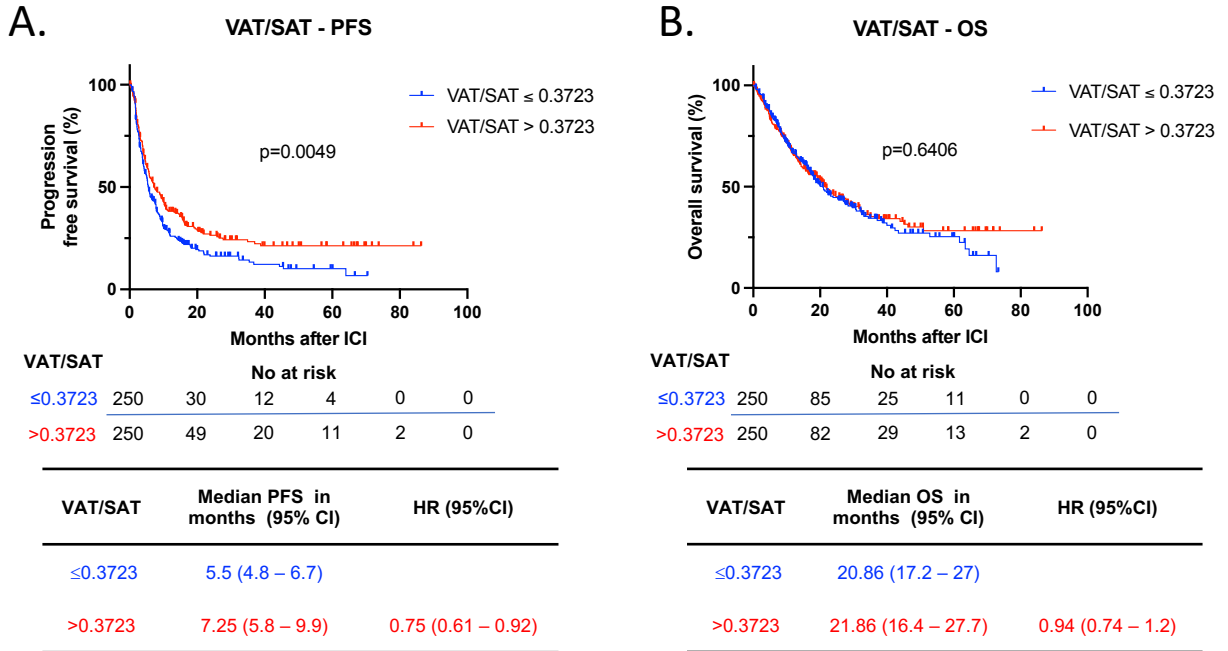 A.
VAT/SAT - PFS
Progression
free survival (%)
100
50
0
VAT/SAT ≤ 0.3723
VAT/SAT > 0.3723
p=0.0049
0 20 40 60 80 100
Months after ICI
VAT/SAT
No at risk
≤0.3723 250 30 12 4 0 0
>0.3723 250 49 20 11 2 0
VAT/SAT Median PFS in months (95% CI) HR (95%CI)
≤0.3723 5.5 (4.8 – 6.7)
>0.3723 7.25 (5.8 – 9.9) 0.75 (0.61 – 0.92)
B.
VAT/SAT - OS
Overall survival (%)
100
50
0
VAT/SAT ≤ 0.3723
VAT/SAT > 0.3723
p=0.6406
0 20 40 60 80 100
Months after ICI
VAT/SAT
No at risk
≤0.3723 250 85 25 11 0 0
>0.3723 250 82 29 13 2 0
VAT/SAT Median OS in months (95% CI) HR (95%CI)
≤0.3723 20.86 (17.2 – 27)
>0.3723 21.86 (16.4 – 27.7) 0.94 (0.74 – 1.2)